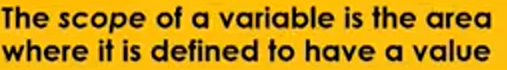 The scope of a variable is the area
where it is defined to have a value